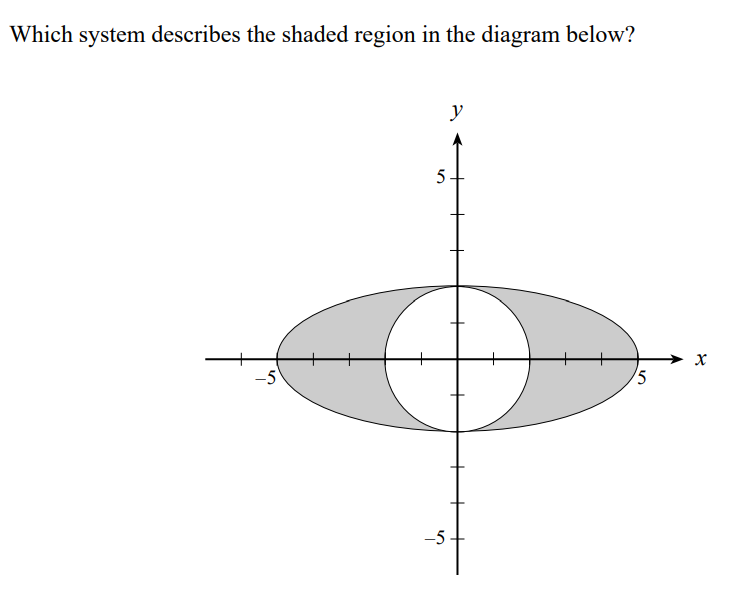 Which system describes the shaded region in the diagram below?
y
5
x
–5
5
–5